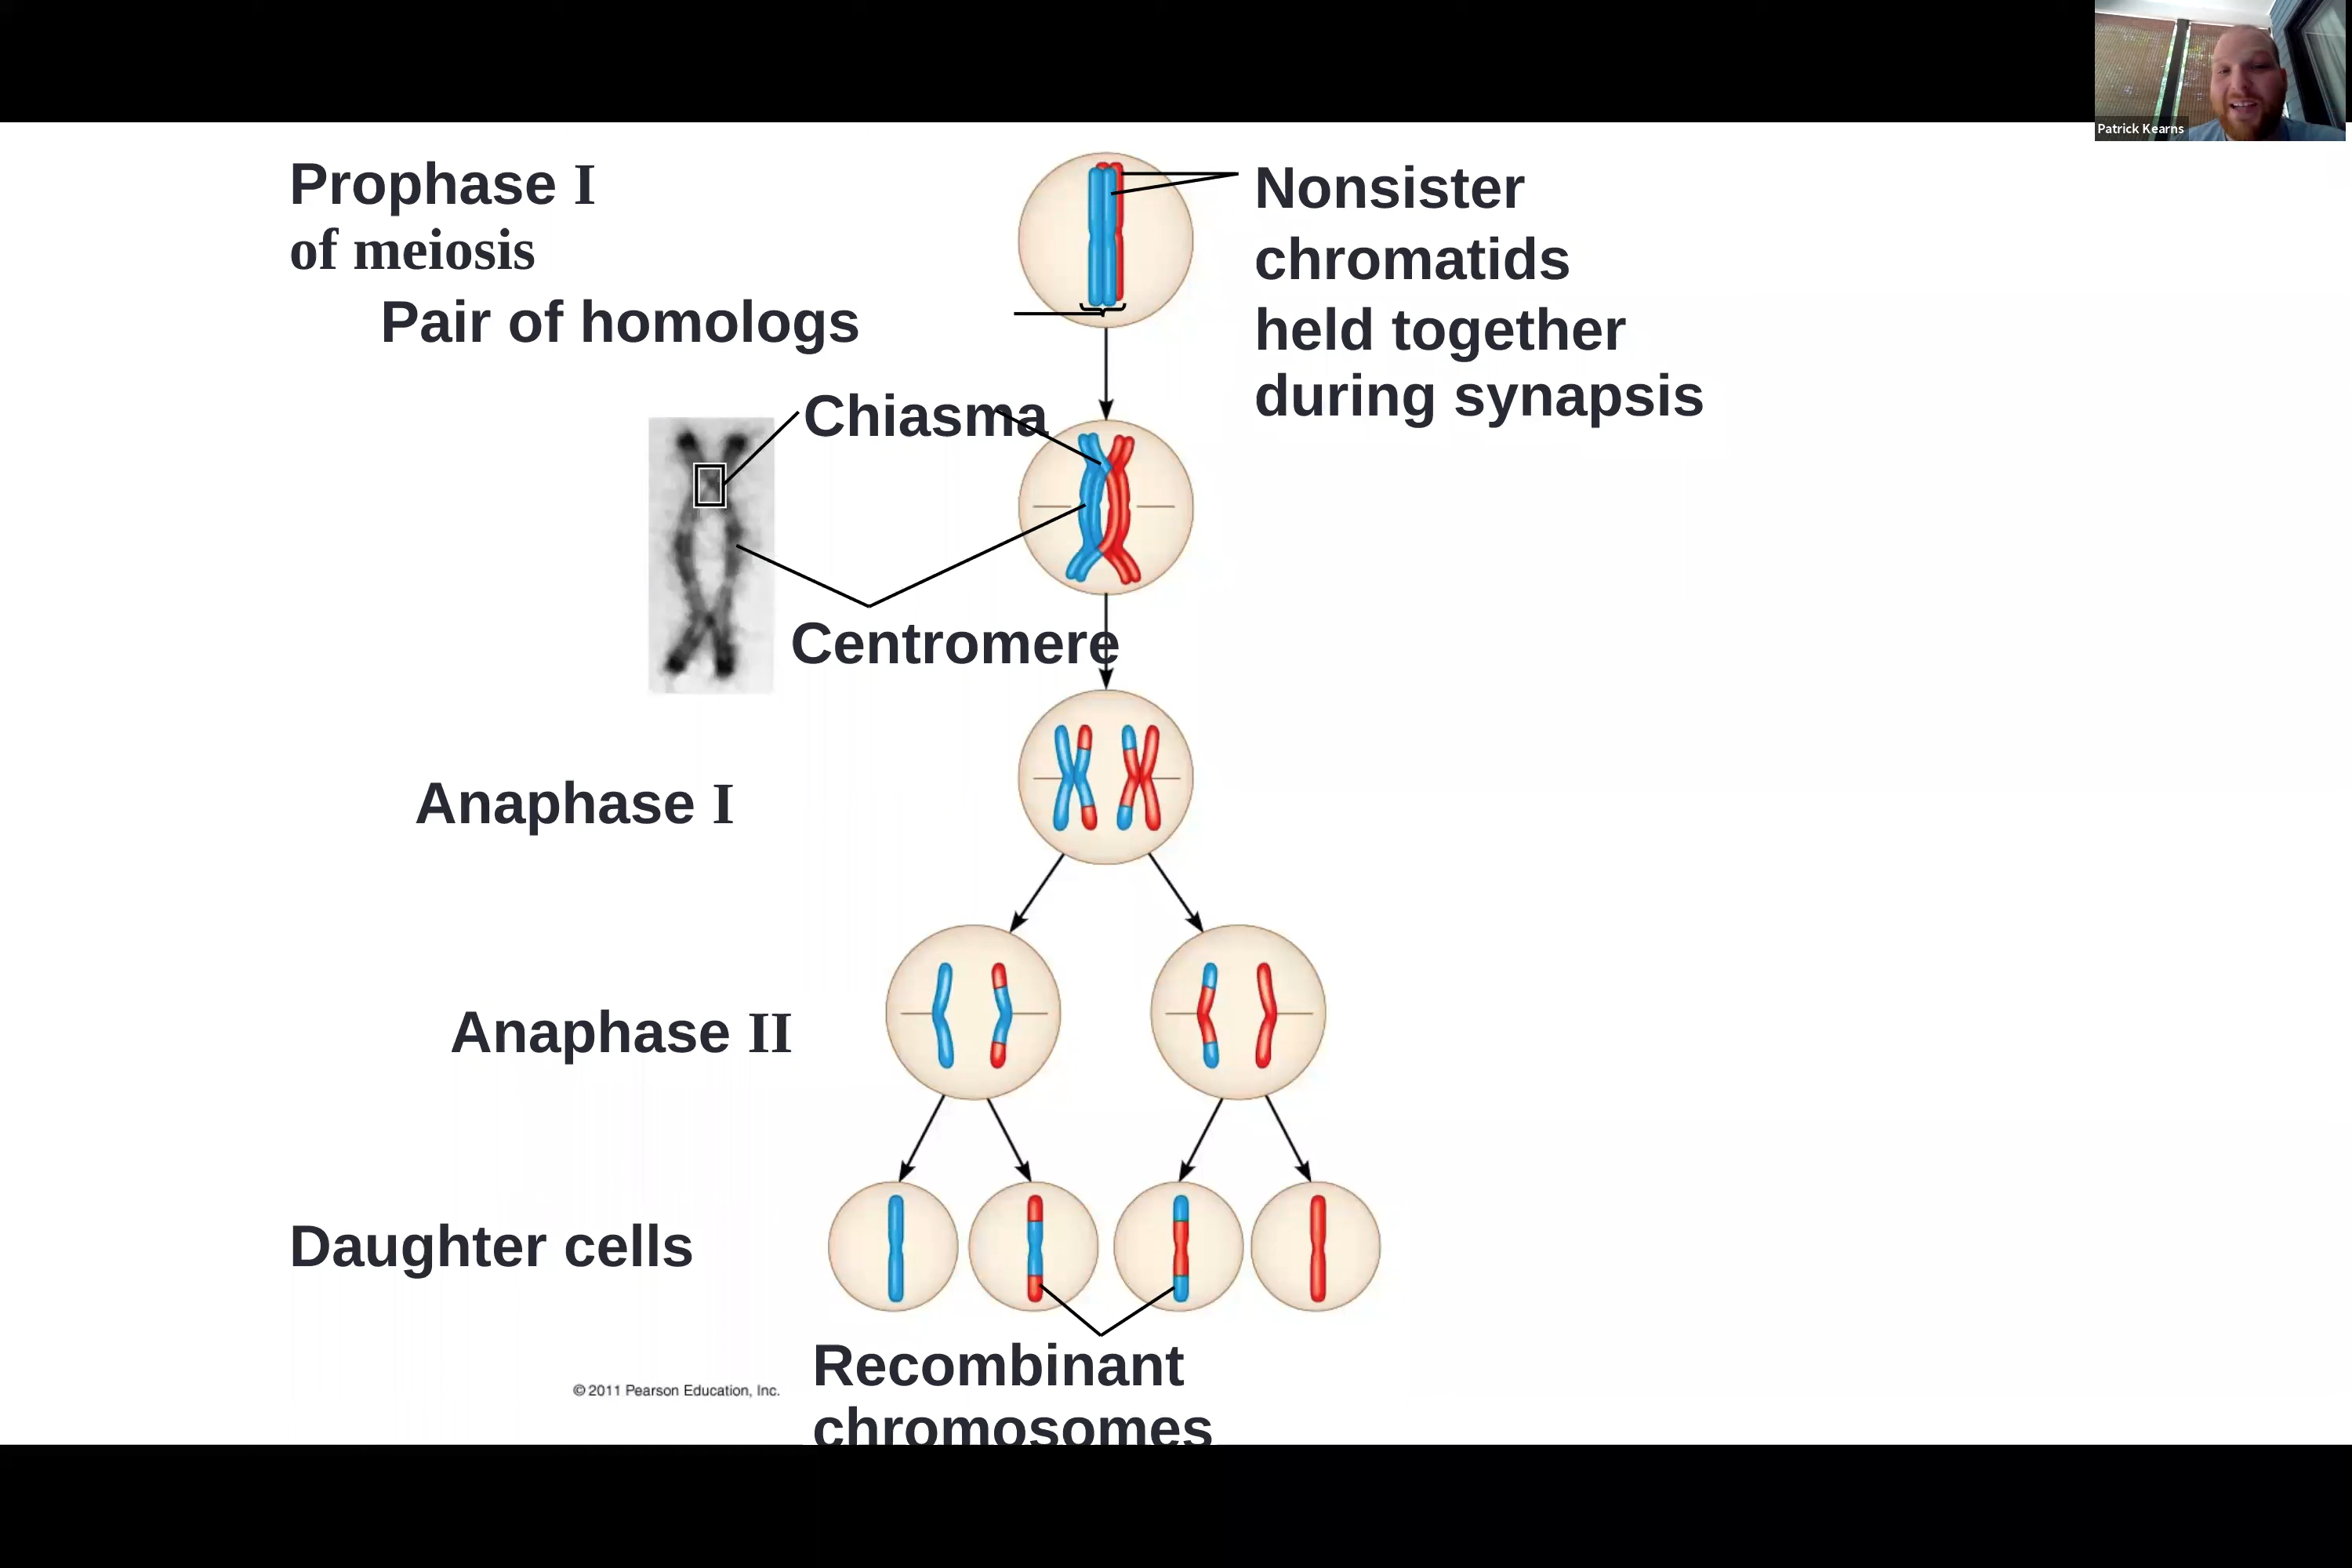 Patrick Kearns
Prophase I
of meiosis
Pair of homologs
Nonsister
chromatids
held together
during synapsis
Chiasma
Centromere
Anaphase I
Anaphase II
Daughter cells
Recombinant
chromosomes
© 2011 Pearson Education, Inc.